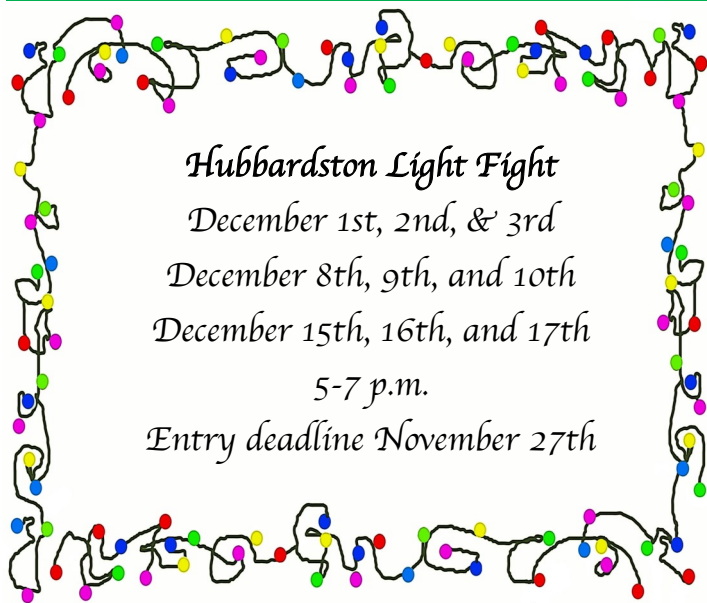 Hubbardston Light Fight
December 1st, 2nd, & 3rd
December 8th, 9th, and 10th
December 15th, 16th, and 17th
5-7 p.m.
Entry deadline November 27th